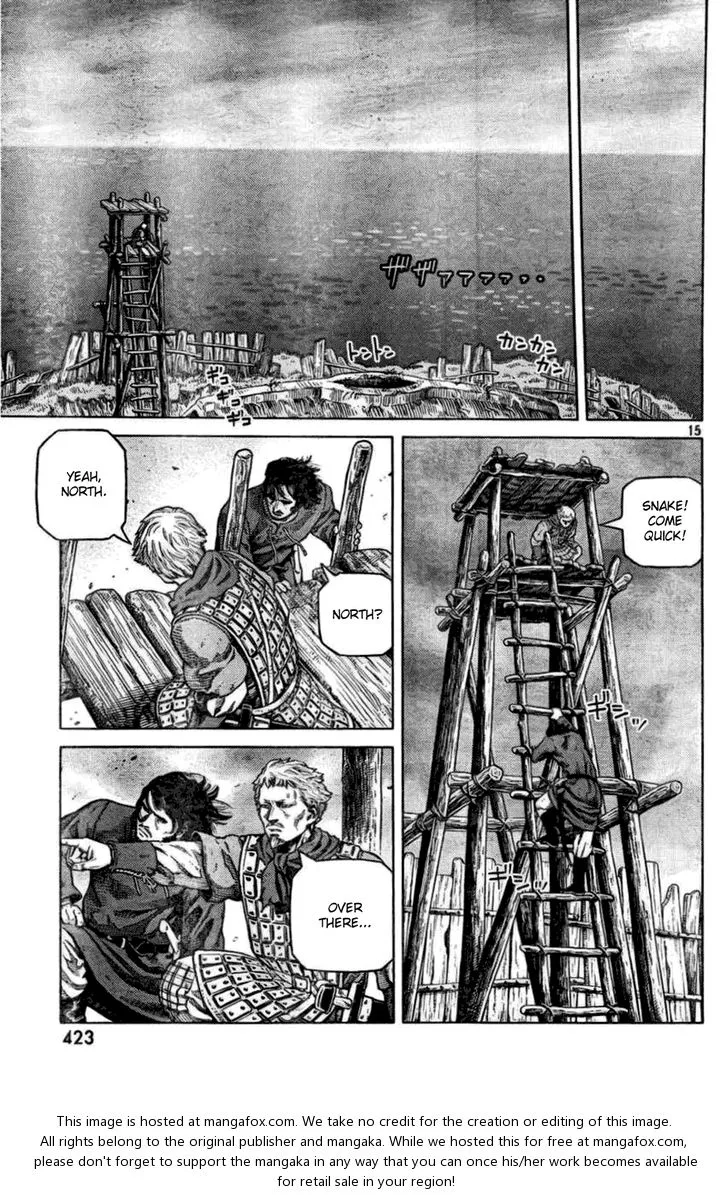 ザザァァァァ・・
カンカン
カン
トントン
ギコ
ギコ
ギコ
15
SNAKE!
COME
QUICK!
ギシッ
ギシッ
NORTH?
YEAH,
NORTH.
OVER
THERE...
423
This image is hosted at mangafox.com. We take no credit for the creation or editing of this image.
All rights belong to the original publisher and mangaka. While we hosted this for free at mangafox.com,
please don't forget to support the mangaka in any way that you can once his/her work becomes available
for retail sale in your region!